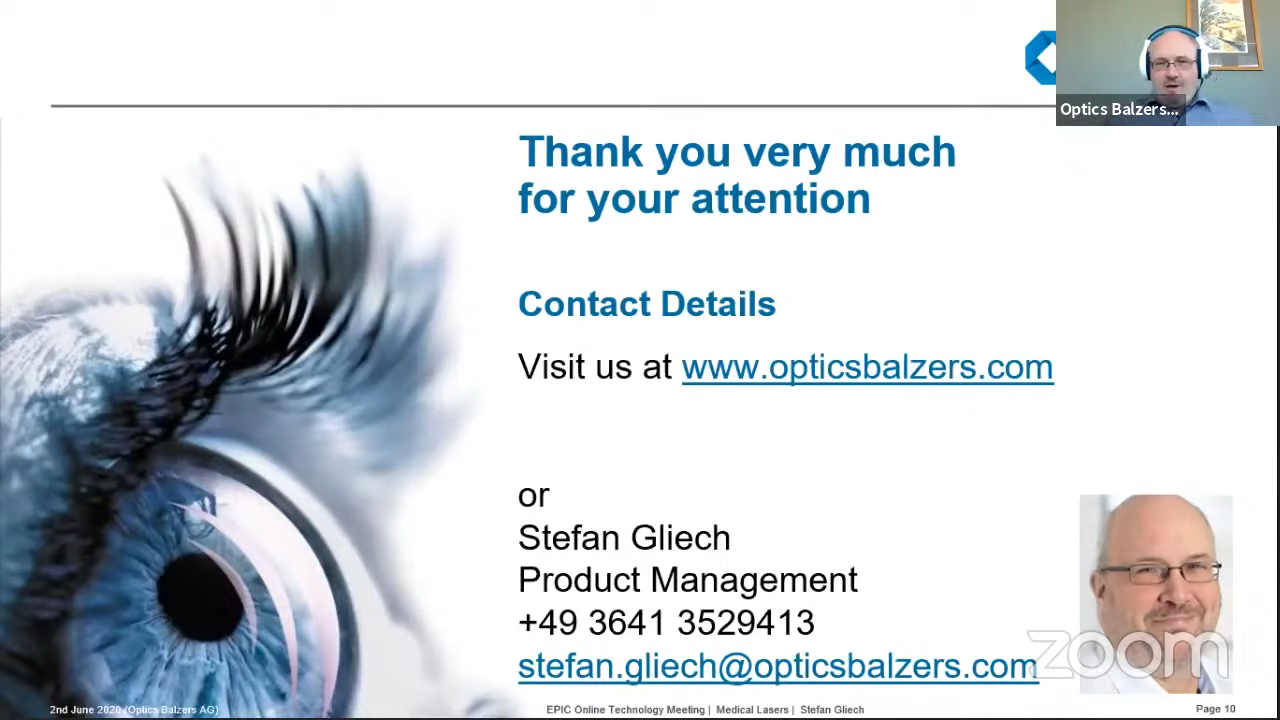 Optics Balzers...
Thank you very much
for your attention
Contact Details
Visit us at www.opticsbalzers.com
or
Stefan Gliech
Product Management
+49 3641 3529413
stefan.gliech@opticsbalzers.com
zoom
2nd June 2020 (Optics Balzers AG)
EPIC Online Technology Meeting | Medical Lasers | Stefan Gliech
Page 10